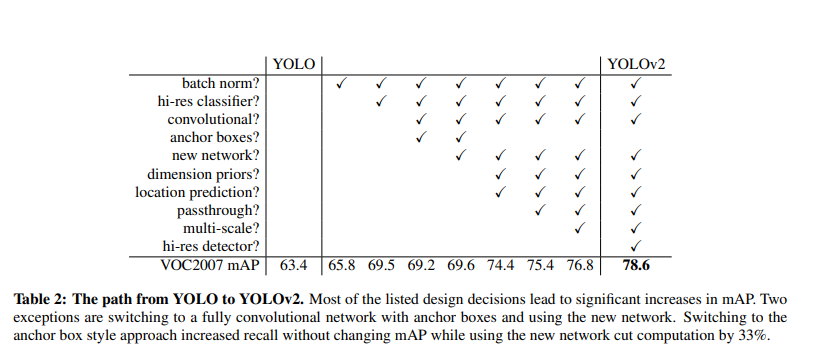 YOLO YOLOv2
batch norm? ✓ ✓ ✓ ✓ ✓ ✓ ✓ ✓
hi-res classifier? ✓ ✓ ✓ ✓ ✓ ✓ ✓
convolutional? ✓ ✓ ✓ ✓ ✓ ✓
anchor boxes? ✓ ✓
new network? ✓ ✓ ✓ ✓ ✓
dimension priors? ✓ ✓ ✓ ✓
location prediction? ✓ ✓ ✓ ✓
passthrough? ✓ ✓ ✓
multi-scale? ✓ ✓
hi-res detector? ✓
VOC2007 mAP 63.4 65.8 69.5 69.2 69.6 74.4 75.4 76.8 78.6
Table 2: The path from YOLO to YOLOv2. Most of the listed design decisions lead to significant increases in mAP. Two
exceptions are switching to a fully convolutional network with anchor boxes and using the new network. Switching to the
anchor box style approach increased recall without changing mAP while using the new network cut computation by 33%.